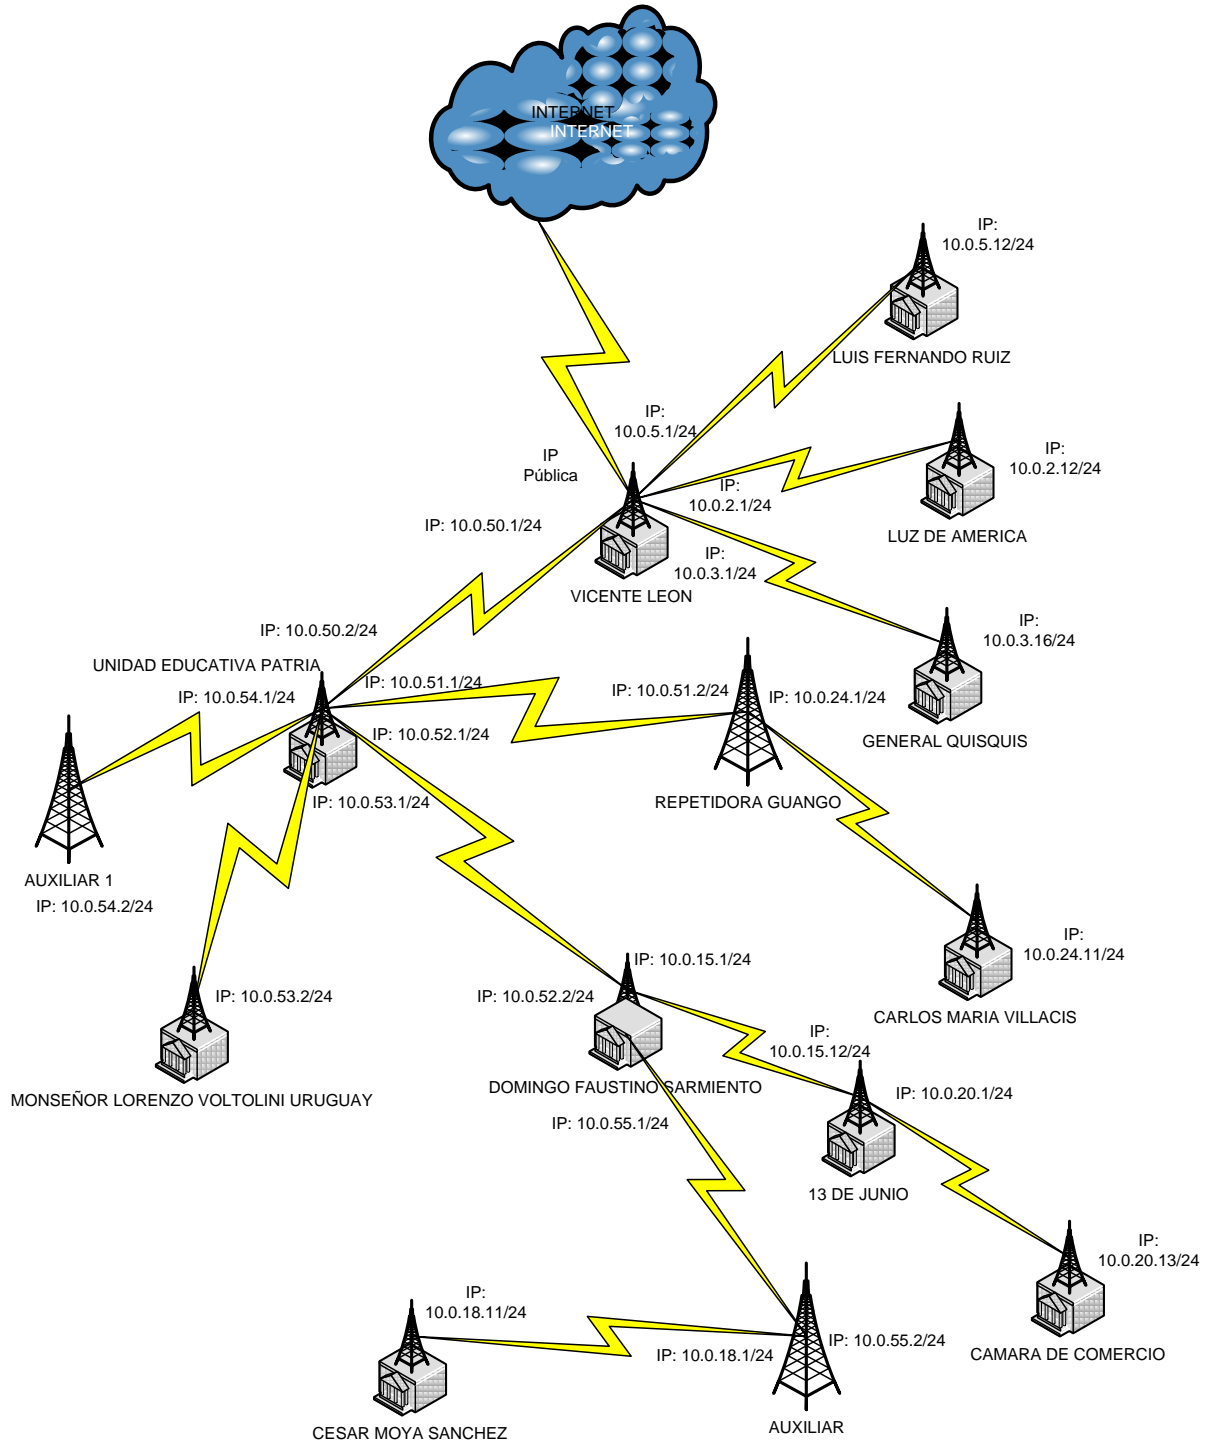 INTERNET
INTERNET
IP:
10.0.5.12/24
LUIS FERNANDO RUIZ
IP:
10.0.5.1/24
IP
Pública
IP:
10.0.2.12/24
IP:
10.0.2.1/24
LUZ DE AMERICA
IP: 10.0.50.1/24
IP:
10.0.3.1/24
VICENTE LEON
IP:
10.0.3.16/24
GENERAL QUISQUIS
IP: 10.0.50.2/24
UNIDAD EDUCATIVA PATRIA
IP: 10.0.54.1/24
IP: 10.0.51.1/24
IP: 10.0.51.2/24
IP: 10.0.24.1/24
IP: 10.0.52.1/24
IP: 10.0.53.1/24
REPETIDORA GUANGO
AUXILIAR 1
IP: 10.0.54.2/24
IP:
10.0.24.11/24
CARLOS MARIA VILLACIS
IP: 10.0.15.1/24
IP: 10.0.53.2/24
IP: 10.0.52.2/24
IP:
10.0.15.12/24
MONSEÑOR LORENZO VOLTOLINI URUGUAY
DOMINGO FAUSTINO SARMIENTO
IP: 10.0.20.1/24
IP: 10.0.55.1/24
13 DE JUNIO
IP:
10.0.20.13/24
CAMARA DE COMERCIO
IP:
10.0.18.11/24
IP: 10.0.18.1/24
IP: 10.0.55.2/24
CESAR MOYA SANCHEZ
AUXILIAR